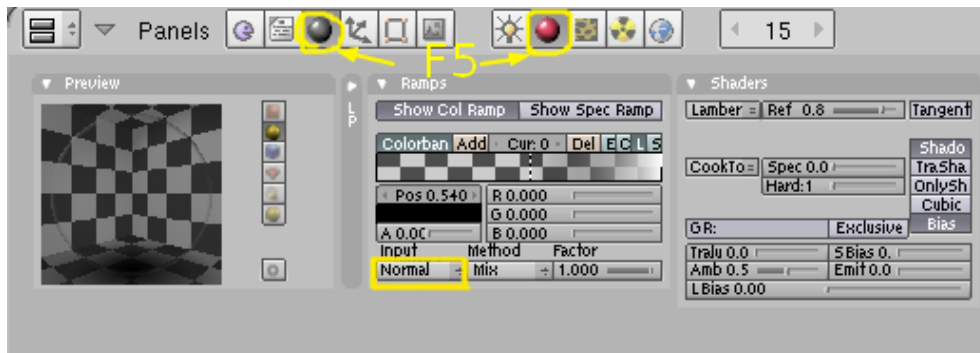 Panels
15
F5
Preview
L
P
Ramps
Shaders
Show Col Ramp Show Spec Ramp
Lamber Ref 0.8 Tangent
Colorban Add Cur: 0 Del E C L S
Shado
CookTo Spec 0.0 TraSha
Pos 0.540 R 0.000
Hard:1 OnlySh
G 0.000
Cubic
A 0.00 B 0.000
GR: Exclusive Bias
Input Method Factor
Tralu 0.0 SBias 0.
Normal Mix 1.000
Amb 0.5 Emit 0.0
LBias 0.00